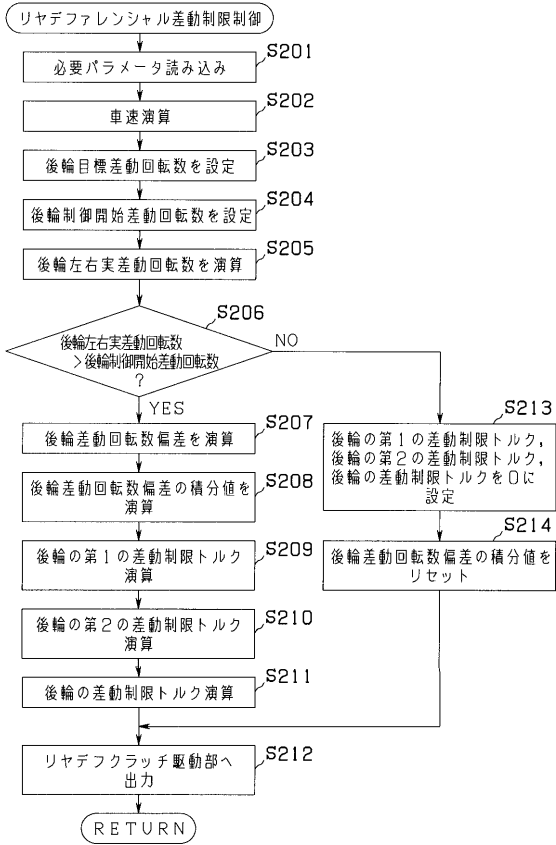 リヤデファレンシャル差動制限制御
S201
必要パラメータ読み込み
S202
車速演算
S203
後輪目標差動回転数を設定
S204
後輪制御開始差動回転数を設定
S205
後輪左右実差動回転数を演算
S206
後輪左右実差動回転数
>後輪制御開始差動回転数
?
NO
YES
S207
後輪差動回転数偏差を演算
S208
後輪差動回転数偏差の積分値を
演算
S209
後輪の第1の差動制限トルク
演算
S210
後輪の第2の差動制限トルク
演算
S211
後輪の差動制限トルク演算
S213
後輪の第1の差動制限トルク,
後輪の第2の差動制限トルク,
後輪の差動制限トルクを0に
設定
S214
後輪差動回転数偏差の積分値を
リセット
S212
リヤデフクラッチ駆動部へ
出力
RETURN